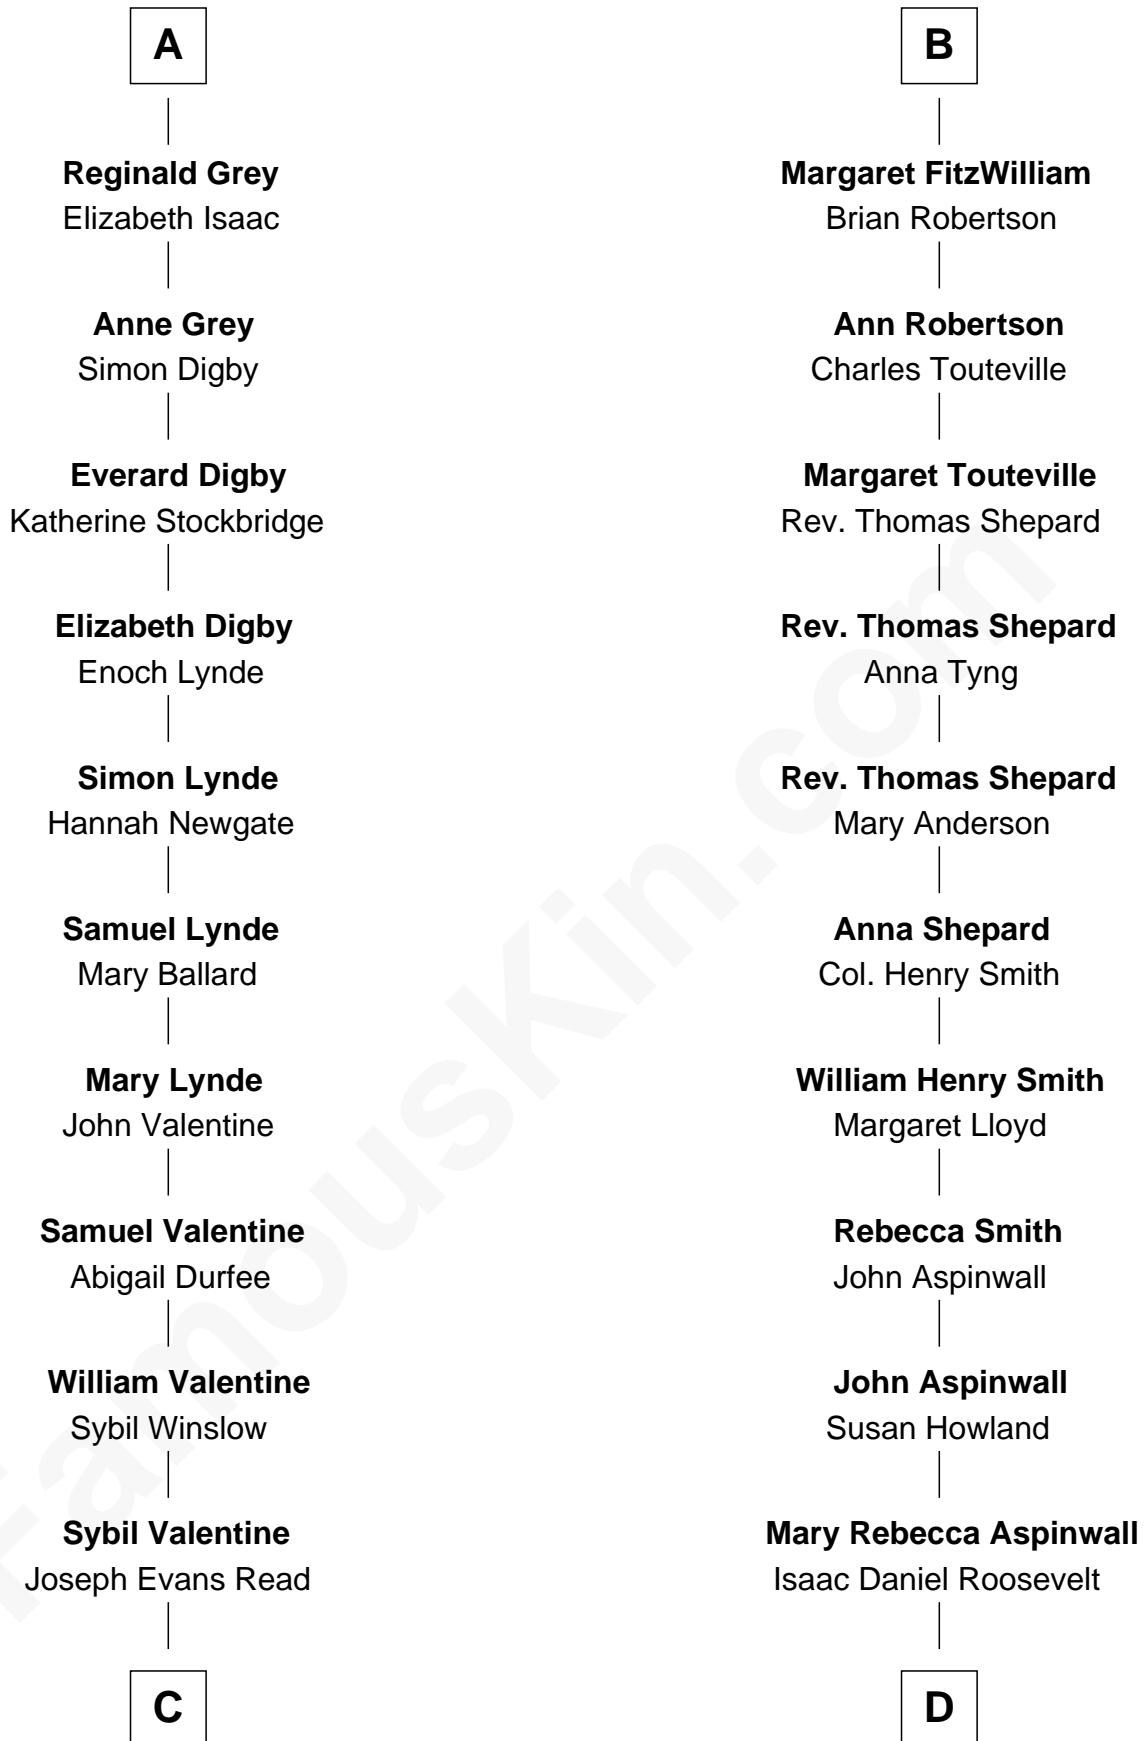 A
Reginald Grey
Elizabeth Isaac
Anne Grey
Simon Digby
Everard Digby
Katherine Stockbridge
Elizabeth Digby
Enoch Lynde
Simon Lynde
Hannah Newgate
Samuel Lynde
Mary Ballard
Mary Lynde
John Valentine
Samuel Valentine
Abigail Durfee
William Valentine
Sybil Winslow
Sybil Valentine
Joseph Evans Read
C
B
Margaret FitzWilliam
Brian Robertson
Ann Robertson
Charles Touteville
Margaret Touteville
Rev. Thomas Shepard
Rev. Thomas Shepard
Anna Tyng
Rev. Thomas Shepard
Mary Anderson
Anna Shepard
Col. Henry Smith
William Henry Smith
Margaret Lloyd
Rebecca Smith
John Aspinwall
John Aspinwall
Susan Howland
Mary Rebecca Aspinwall
Isaac Daniel Roosevelt
D
FamousKin.com